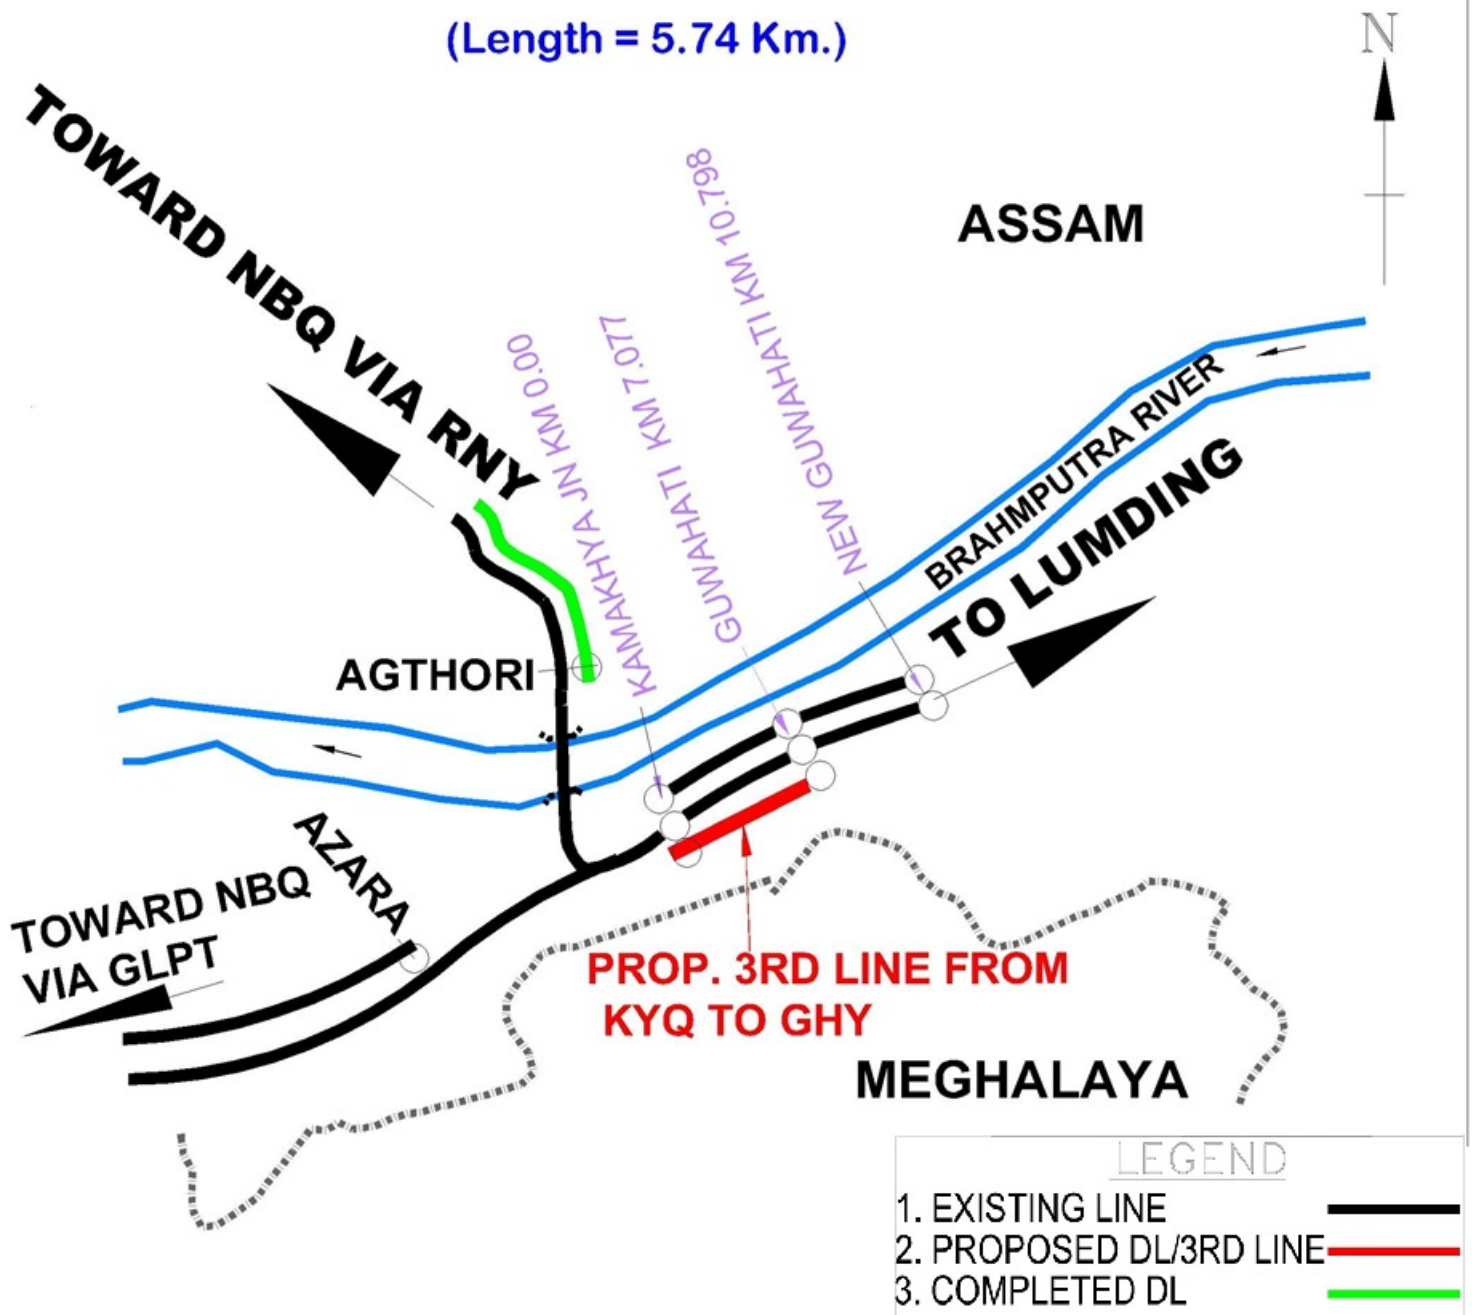 (Length = 5.74 Km.)
N
TOWARD NBQ VIA RNY
ASSAM
KAMAKHYA JN KM 0.00
GUWAHATI KM 7.077
NEW GUWAHATI KM 10.798
BRAHMPUTRA RIVER
TO LUMDING
AGTHORI
AZARA
TOWARD NBQ
VIA GLPT
PROP. 3RD LINE FROM
KYQ TO GHY
MEGHALAYA
LEGEND
1. EXISTING LINE
2. PROPOSED DL/3RD LINE
3. COMPLETED DL